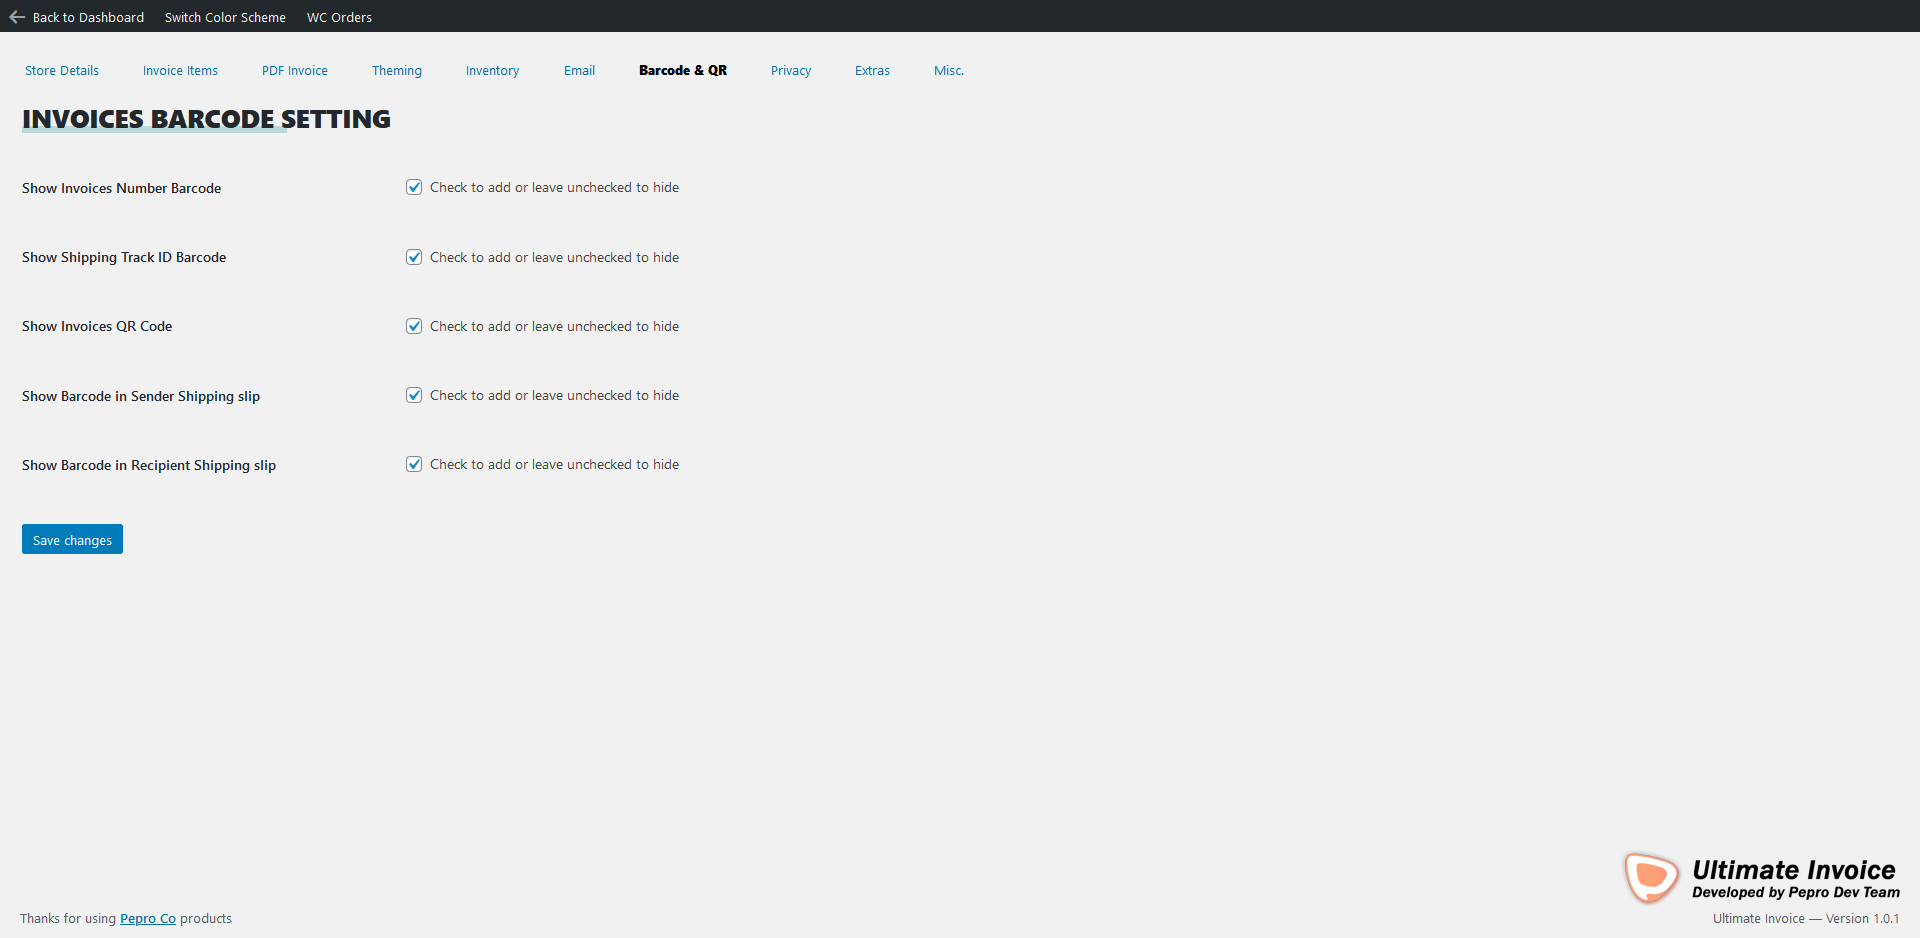 Back to Dashboard Switch Color Scheme WC Orders
Store Details Invoice Items PDF Invoice Theming Inventory Email Barcode & QR Privacy Extras Misc.
INVOICES BARCODE SETTING
Show Invoices Number Barcode Check to add or leave unchecked to hide
Show Shipping Track ID Barcode Check to add or leave unchecked to hide
Show Invoices QR Code Check to add or leave unchecked to hide
Show Barcode in Sender Shipping slip Check to add or leave unchecked to hide
Show Barcode in Recipient Shipping slip Check to add or leave unchecked to hide
Save changes
Ultimate Invoice
Developed by Pepro Dev Team
Thanks for using Pepro Co products
Ultimate Invoice — Version 1.0.1